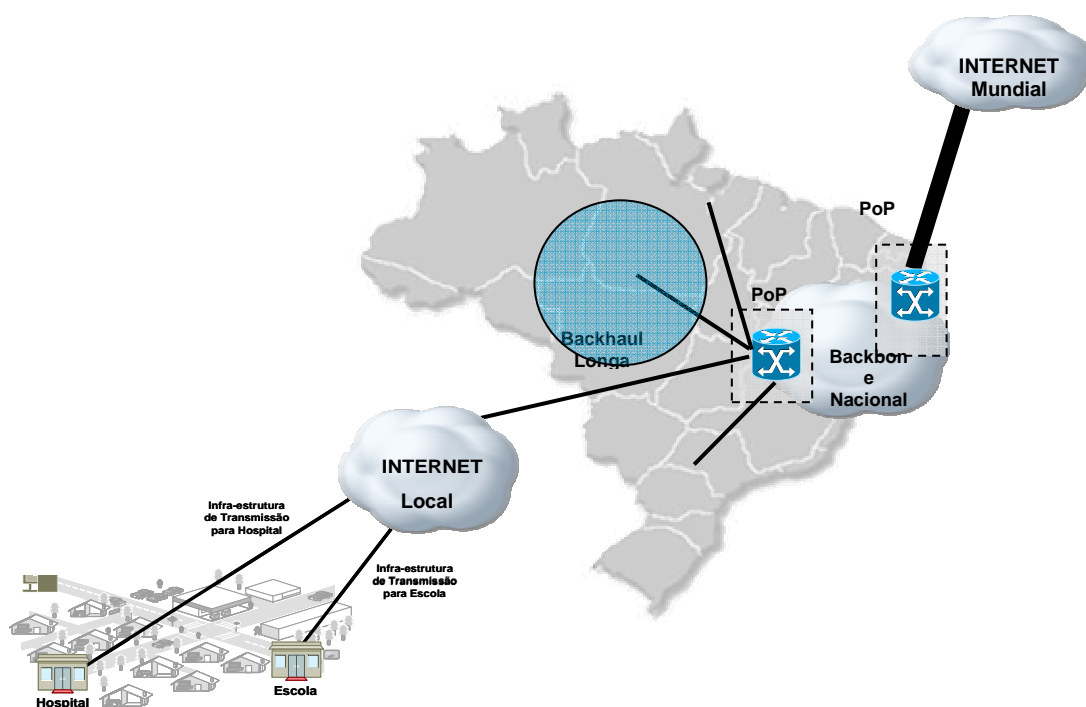 INTERNET
Mundial
PoP
PoP
Backhaul
Longa
Backbon
e
Nacional
INTERNET
Local
Infra-estrutura
de Transmissão
para Hospital
Infra-estrutura
de Transmissão
para Escola
Escola
Hospital